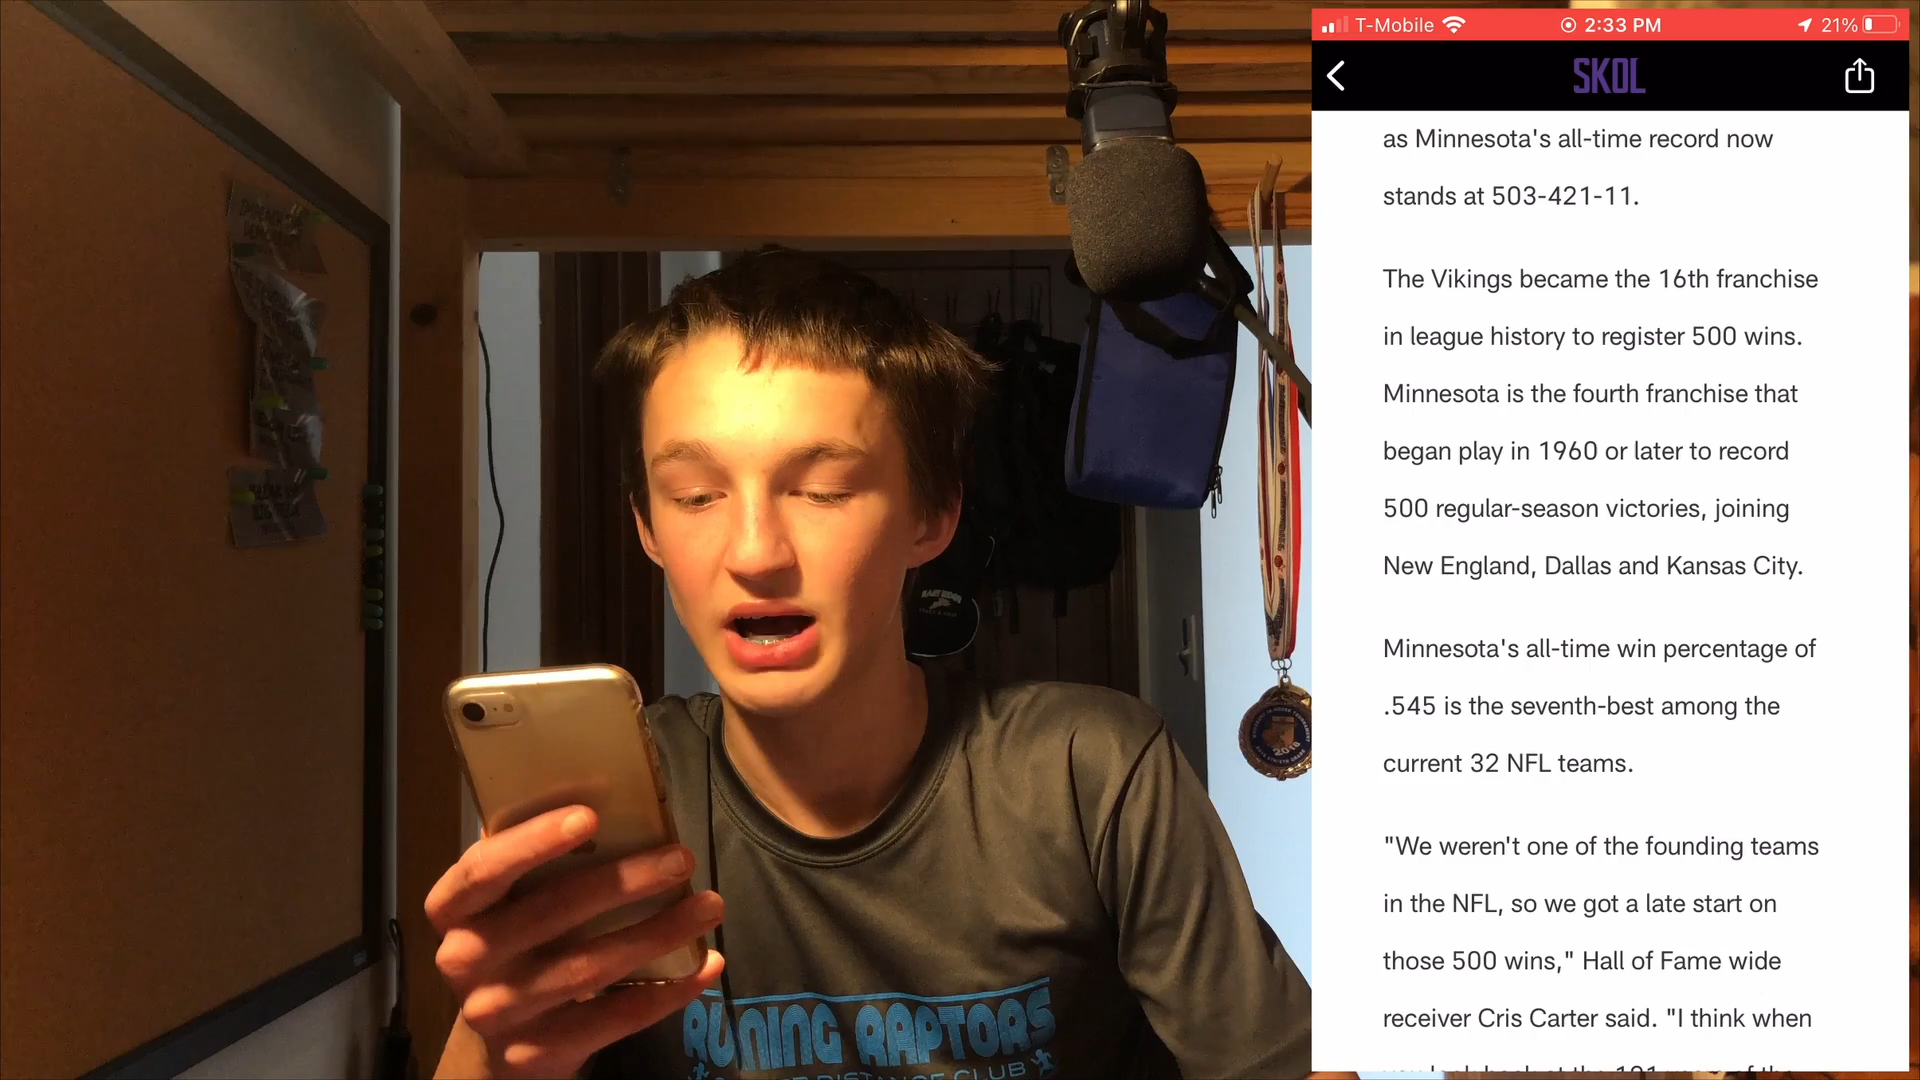 T-Mobile 2:33 PM 21%
SKOL
as Minnesota's all-time record now
stands at 503-421-11.
The Vikings became the 16th franchise
in league history to register 500 wins.
Minnesota is the fourth franchise that
began play in 1960 or later to record
500 regular-season victories, joining
New England, Dallas and Kansas City.
Minnesota's all-time win percentage of
.545 is the seventh-best among the
current 32 NFL teams.
"We weren't one of the founding teams
in the NFL, so we got a late start on
those 500 wins," Hall of Fame wide
receiver Cris Carter said. "I think when
RUNNING RAPTORS
DISTANCE CLUB
2018